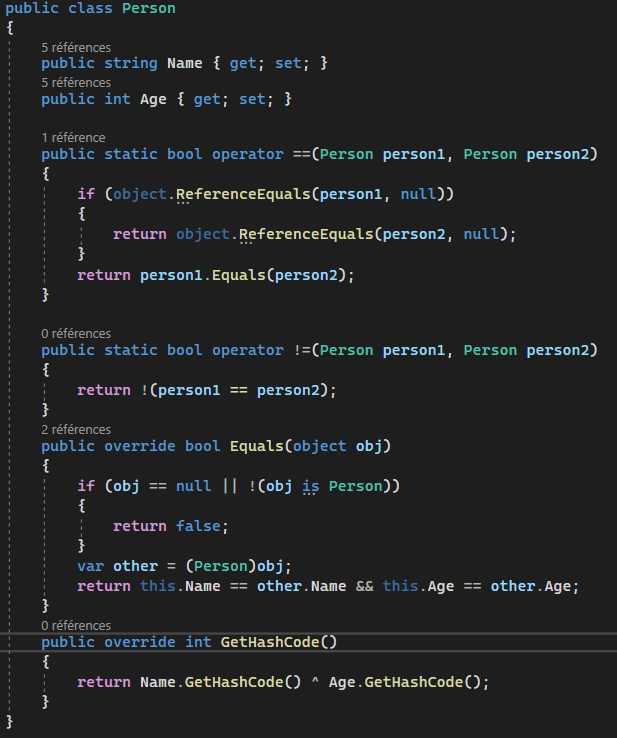 public class Person
{
5 références
public string Name { get; set; }
5 références
public int Age { get; set; }
1 référence
public static bool operator ==(Person person1, Person person2)
{
if (object.ReferenceEquals(person1, null))
{
return object.ReferenceEquals(person2, null);
}
return person1.Equals(person2);
}
0 références
public static bool operator !=(Person person1, Person person2)
{
return !(person1 == person2);
}
2 références
public override bool Equals(object obj)
{
if (obj == null || !(obj is Person))
{
return false;
}
var other = (Person)obj;
return this.Name == other.Name && this.Age == other.Age;
}
0 références
public override int GetHashCode()
{
return Name.GetHashCode() ^ Age.GetHashCode();
}
}